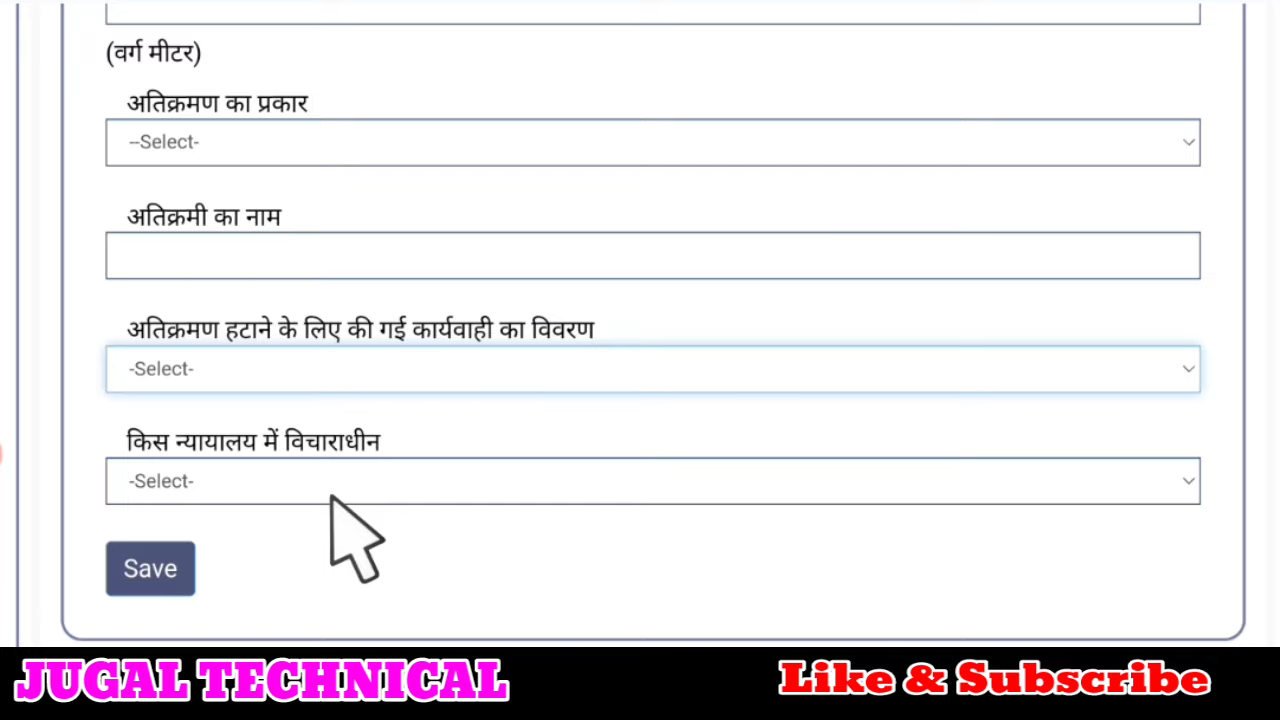 (वर्ग मीटर)
अतिक्रमण का प्रकार
--Select-
अतिक्रमी का नाम
अतिक्रमण हटाने के लिए की गई कार्यवाही का विवरण
-Select-
किस न्यायालय में विचाराधीन
-Select-
Save
JUGAL TECHNICAL
Like & Subscribe